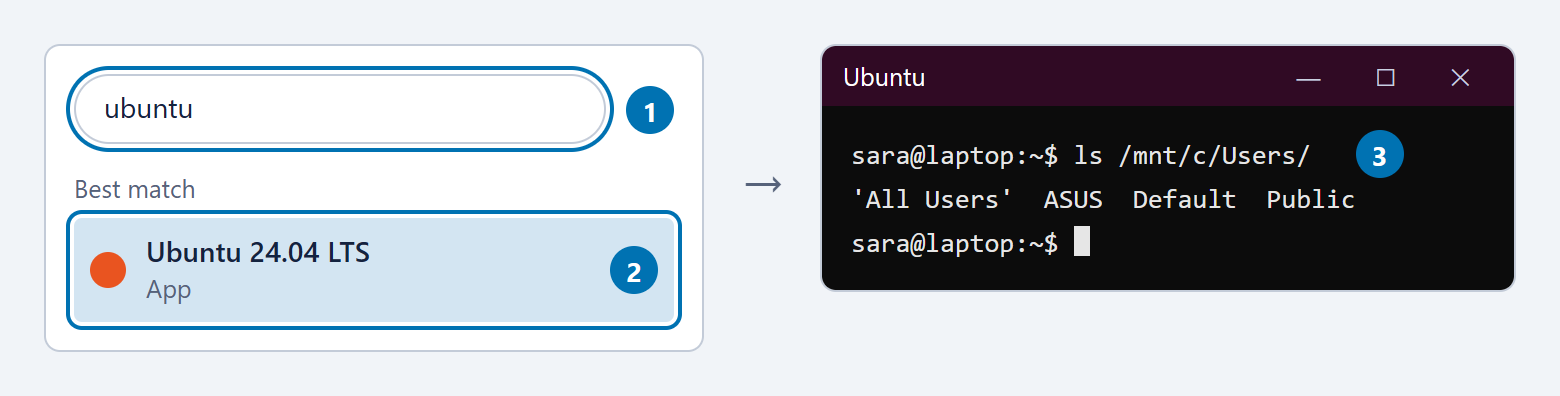 ubuntu
1
Best match
Ubuntu 24.04 LTS
App
2
→
Ubuntu
sara@laptop:~$ ls /mnt/c/Users/
3
'All Users'  ASUS  Default  Public
sara@laptop:~$